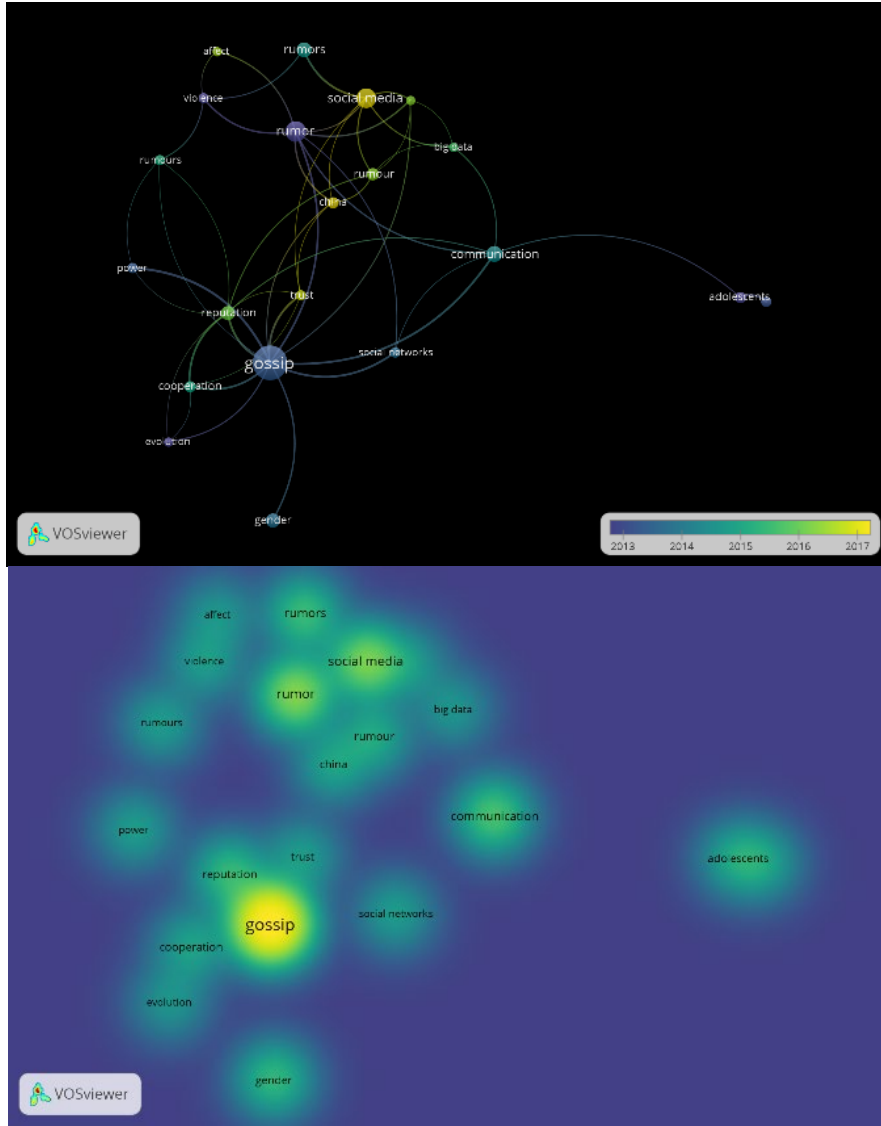 affect
rumors
violence
social media
rumor
big data
rumours
rumour
china
communication
power
adolescents
trust
reputation
social networks
gossip
cooperation
evolution
gender
VOSviewer
2013 2014 2015 2016 2017
affect
rumors
violence
social media
rumor
big data
rumours
rumour
china
communication
power
trust
adolescents
reputation
social networks
gossip
cooperation
evolution
gender
VOSviewer